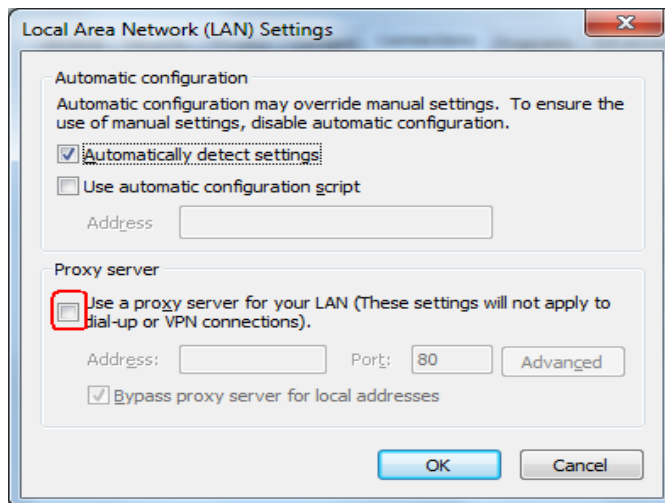 Local Area Network (LAN) Settings
Automatic configuration
Automatic configuration may override manual settings. To ensure the
use of manual settings, disable automatic configuration.
Automatically detect settings
Use automatic configuration script
Address
Proxy server
Use a proxy server for your LAN (These settings will not apply to
dial-up or VPN connections).
Address: Port: 80 Advanced
Bypass proxy server for local addresses
OK Cancel